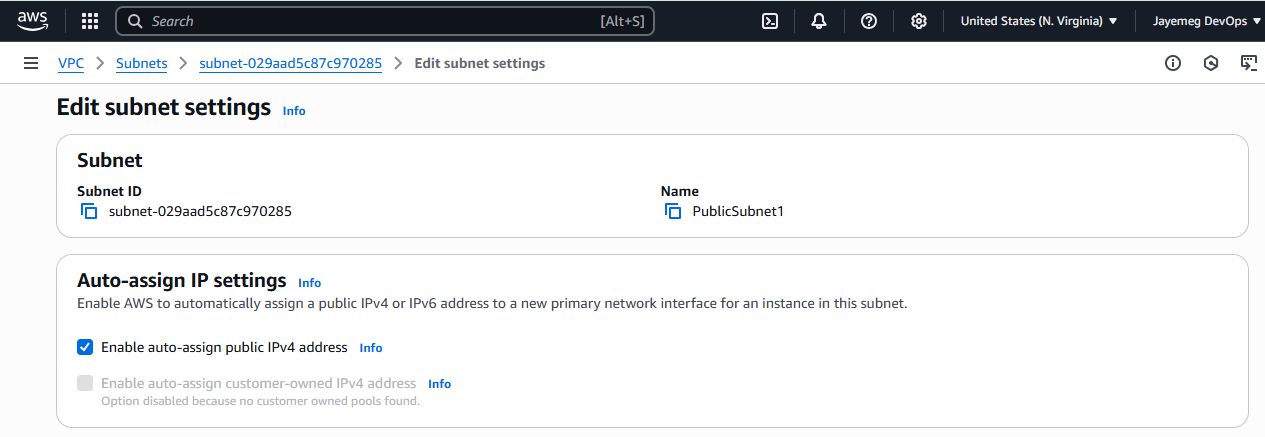 aws Search [Alt+S] United States (N. Virginia) Jayemeg DevOps
VPC Subnets subnet-029aad5c87c970285 Edit subnet settings
Edit subnet settings Info
Subnet
Subnet ID Name
subnet-029aad5c87c970285 PublicSubnet1
Auto-assign IP settings Info
Enable AWS to automatically assign a public IPv4 or IPv6 address to a new primary network interface for an instance in this subnet.
Enable auto-assign public IPv4 address Info
Enable auto-assign customer-owned IPv4 address Info
Option disabled because no customer owned pools found.